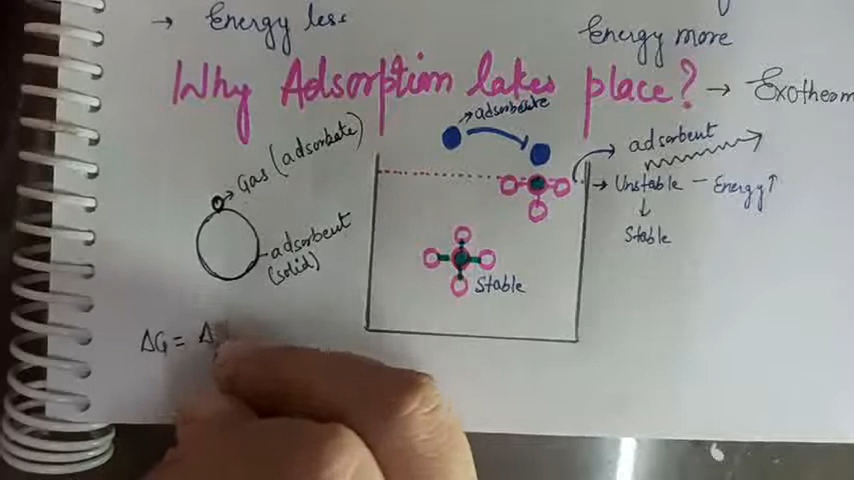 → Energy less
Energy more
Why Adsorption takes place? → Exotherm
→ adsorbate
Gas (adsorbate)
adsorbent
→ Unstable - Energy↑
↓
Stable
adsorbent
(solid)
Stable
ΔG = Δ